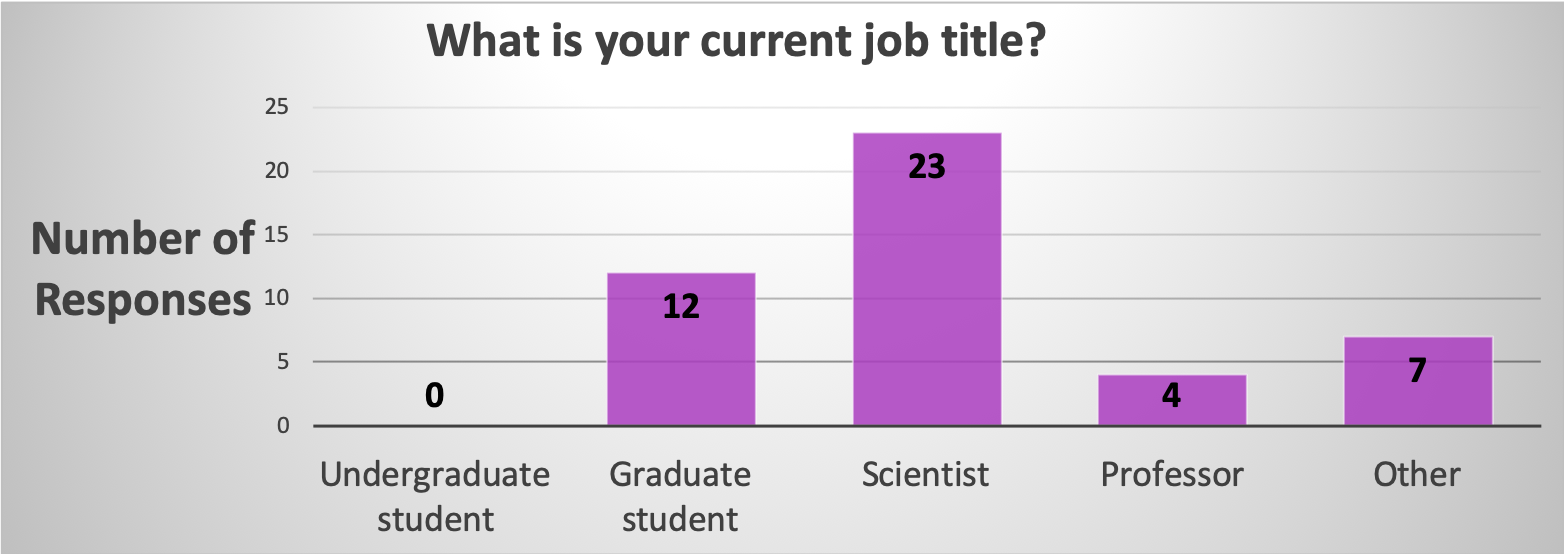 What is your current job title?
Number of
Responses
25
20
15
10
5
0
0
12
23
4
7
Undergraduate
student
Graduate
student
Scientist
Professor
Other